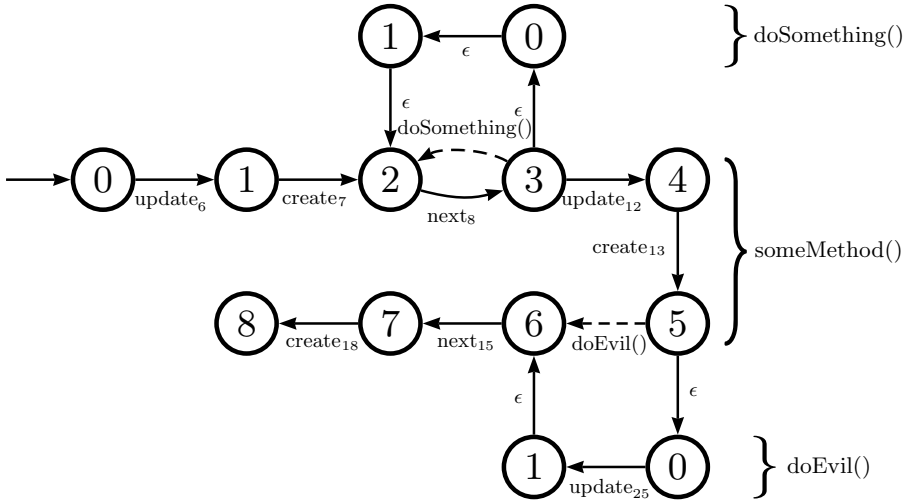 1 0 doSomething()
ϵ
ϵ ϵ
doSomething()
0 1 2 3 4
update6 create7 next8 update12
create13 someMethod()
8 7 6 5
create18 next15 doEvil()
ϵ ϵ
1 0 doEvil()
update25